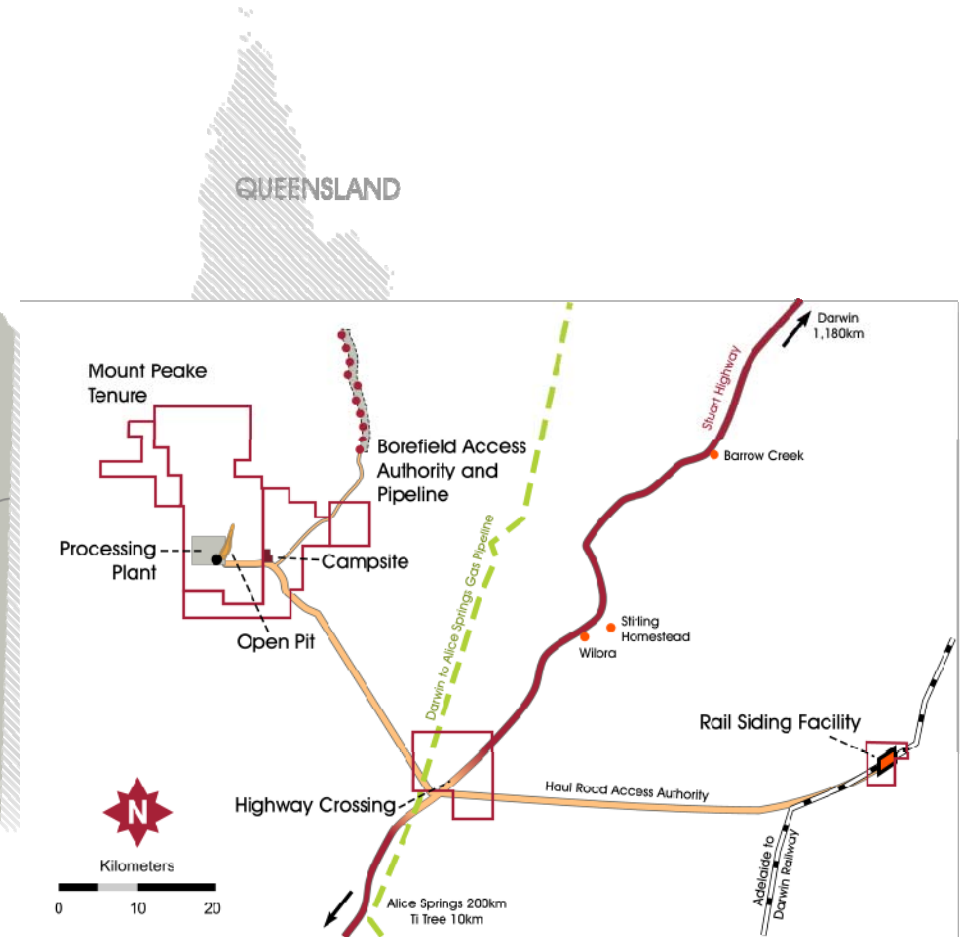 QUEENSLAND
Darwin
1,180km
Stuart Highway
Mount Peake
Tenure
Borefield Access
Authority and
Pipeline
Barrow Creek
Darwin to Alice Springs Gas Pipeline
Processing
Plant
Campsite
Open Pit
Stirling
Homestead
Wilora
Rail Siding Facility
Highway Crossing
Haul Road Access Authority
Adelaide to
Darwin Railway
N
Kilometers
0 10 20
Alice Springs 200km
Ti Tree 10km